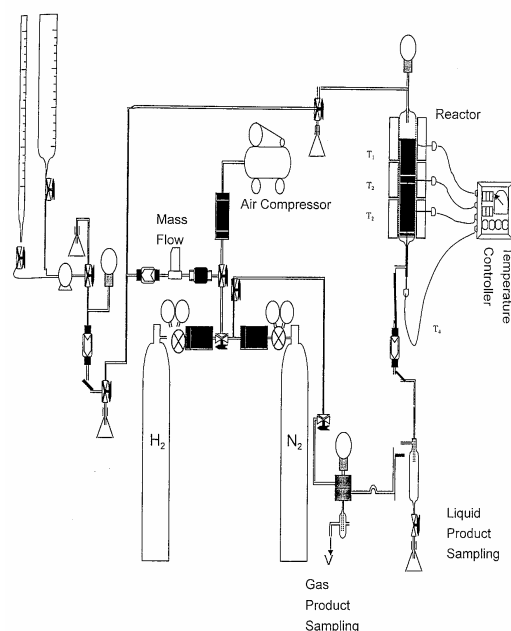 Reactor
T1
T2
T2
Air Compressor
Mass
Flow
Temperature
Controller
T4
H2
N2
Liquid
Product
Sampling
Gas
Product
Sampling